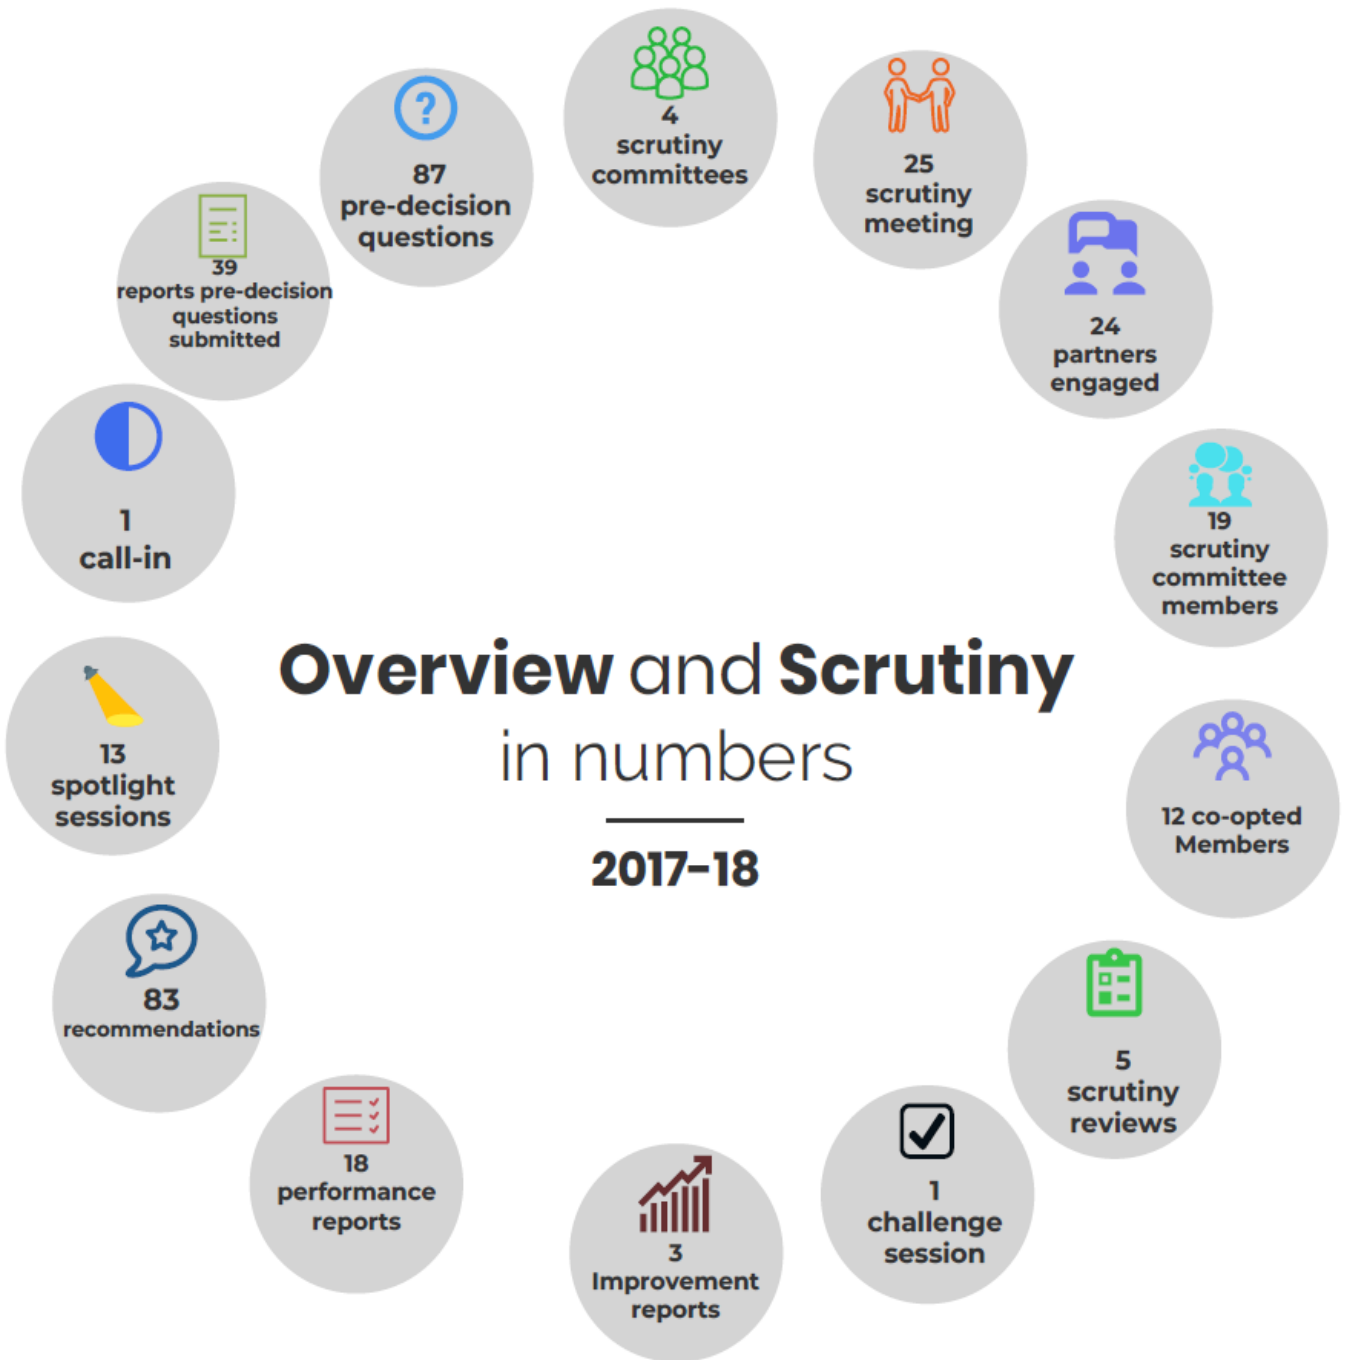 Overview and Scrutiny
in numbers
2017-18
4
scrutiny
committees
25
scrutiny
meeting
24
partners
engaged
19
scrutiny
committee
members
12 co-opted
Members
5
scrutiny
reviews
1
challenge
session
3
Improvement
reports
18
performance
reports
83
recommendations
13
spotlight
sessions
1
call-in
39
reports pre-decision
questions
submitted
?
87
pre-decision
questions